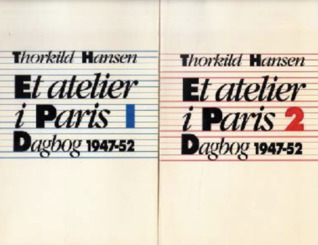 Thorkild Hansen
Et atelier
i Paris 1
Dagbog 1947-52
Thorkild Hansen
Et atelier
i Paris 2
Dagbog 1947-52